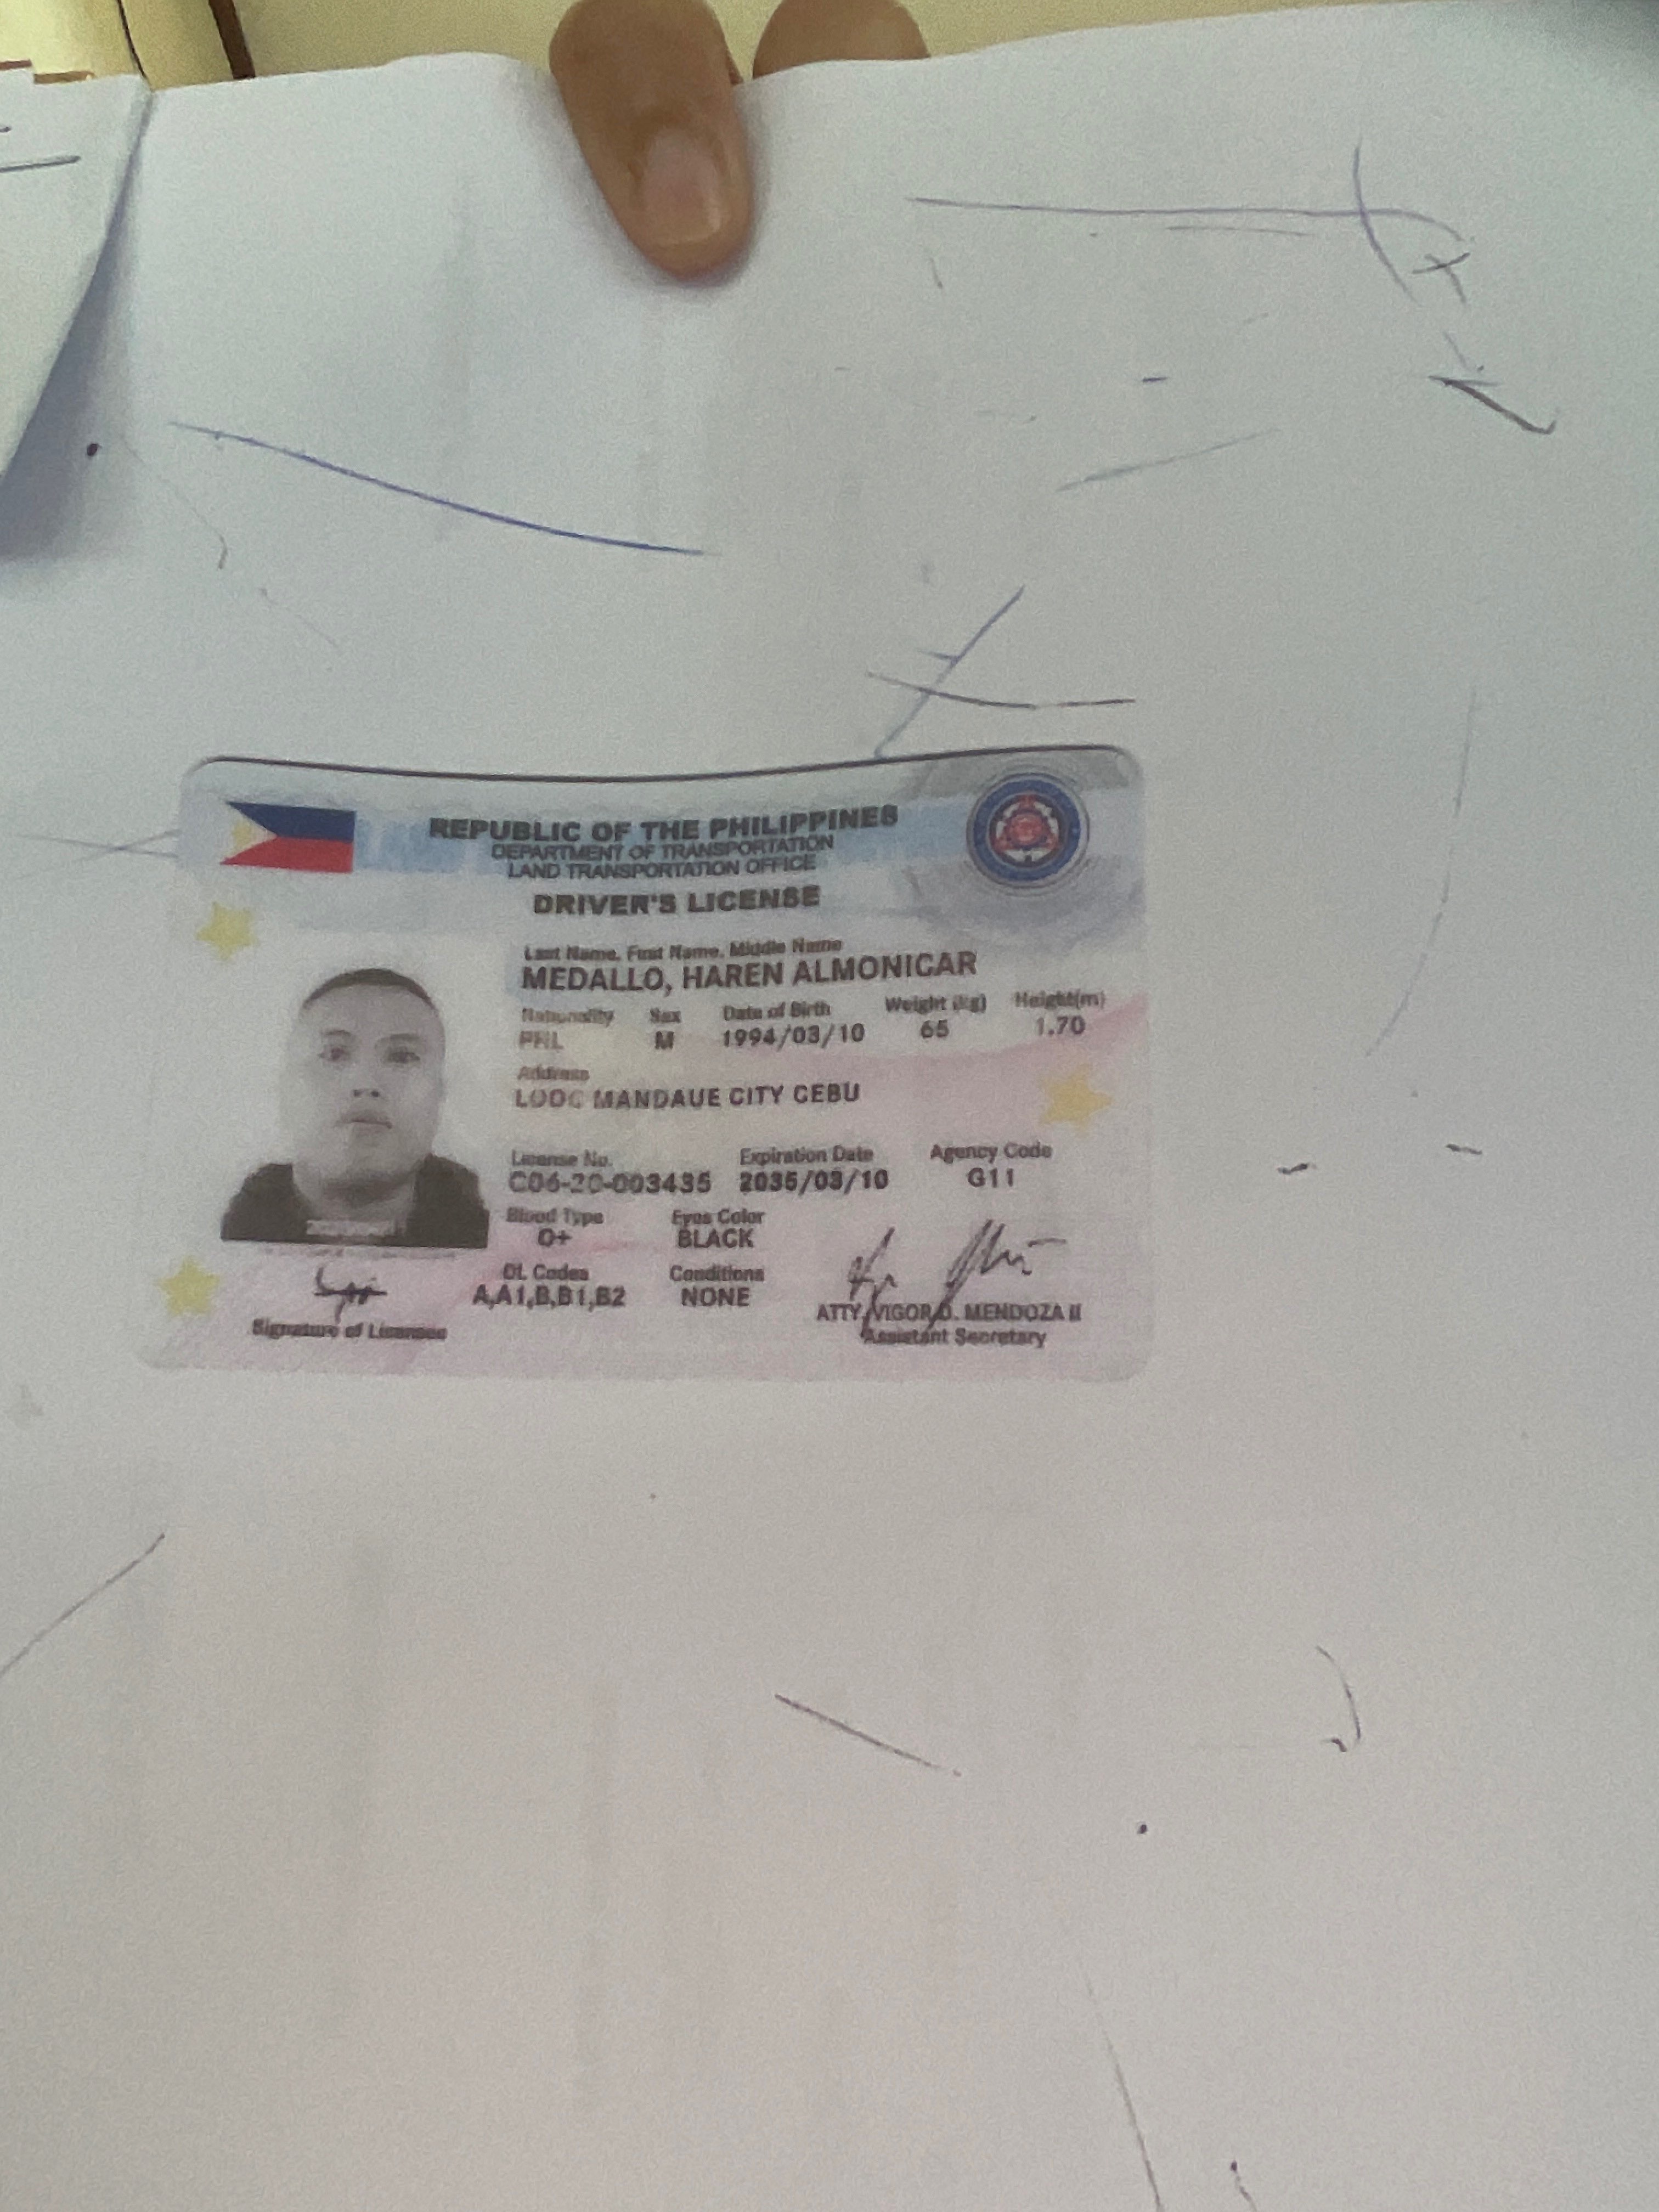 REPUBLIC OF THE PHILIPPINES
DEPARTMENT OF TRANSPORTATION
LAND TRANSPORTATION OFFICE
DRIVER'S LICENSE
Last Name, First Name, Middle Name
MEDALLO, HAREN ALMONICAR
Nationality Sex Date of Birth Weight (kg) Height(m)
PHL M 1994/03/10 65 1.70
Address
LOOC MANDAUE CITY CEBU
License No. Expiration Date Agency Code
C06-20-003435 2035/03/10 G11
Blood Type Eyes Color
O+ BLACK
DL Codes Conditions
A,A1,B,B1,B2 NONE
ATTY. VIGOR D. MENDOZA II
Signature of Licensee Assistant Secretary